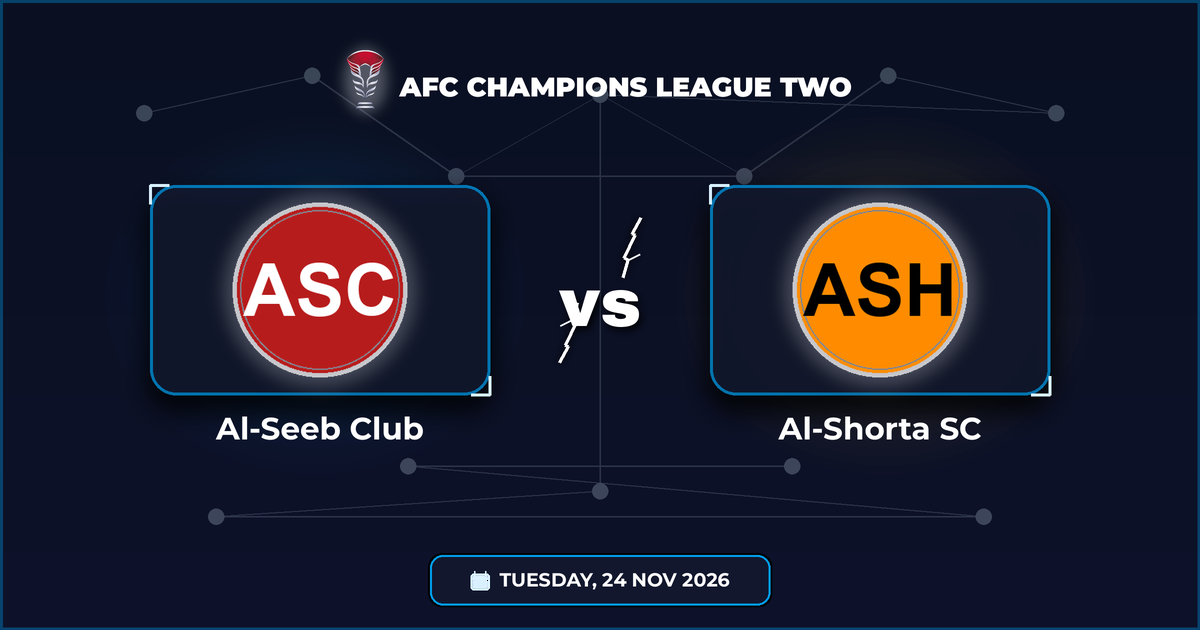 AFC CHAMPIONS LEAGUE TWO
ASC
VS
ASH
Al-Seeb Club
Al-Shorta SC
TUESDAY, 24 NOV 2026